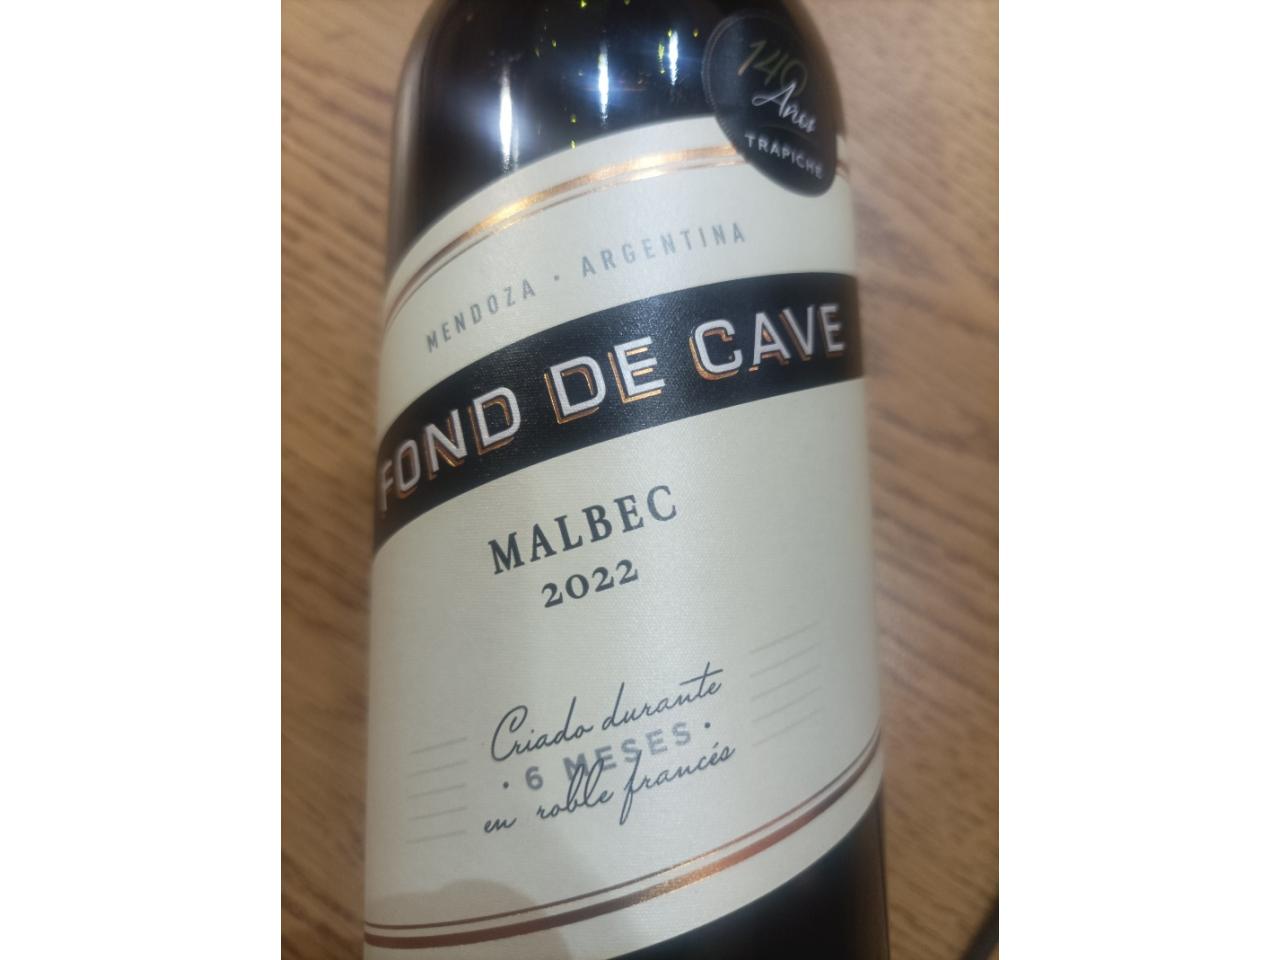 140
Años
TRAPICHE
MENDOZA · ARGENTINA
FOND DE CAVE
MALBEC
2022
Criado durante
· 6 MESES ·
en roble francés